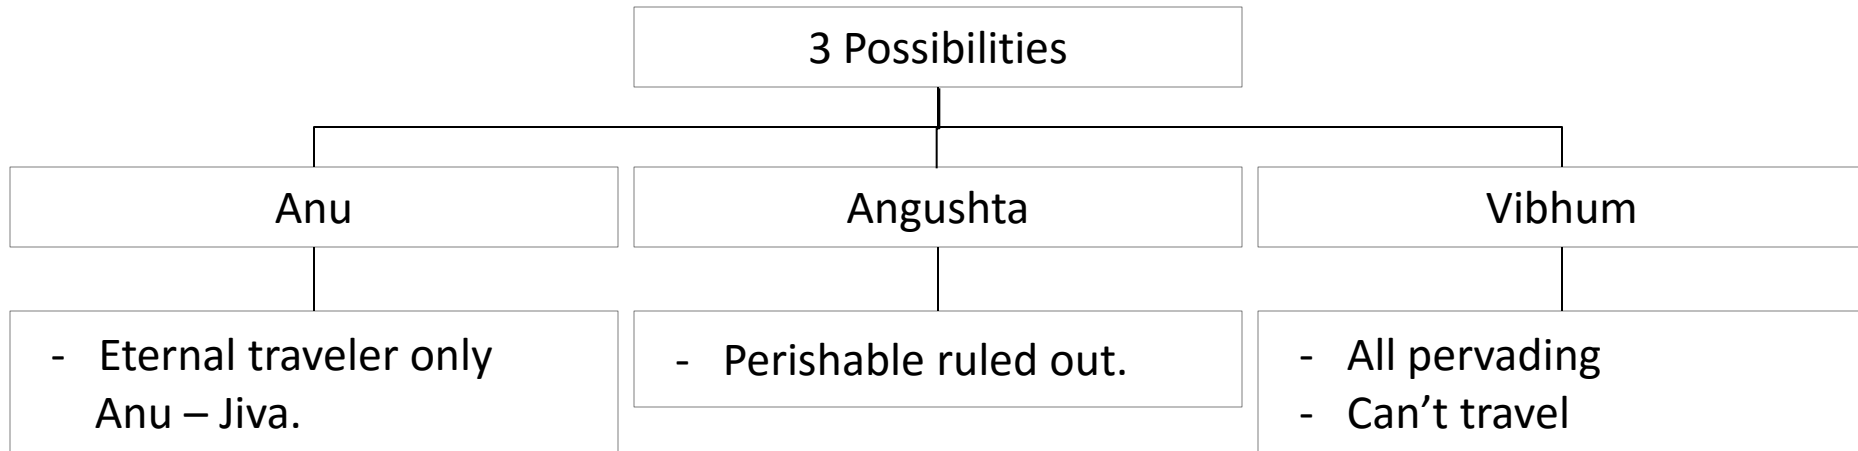 3 Possibilities
Anu
Angushta
Vibhum
- Eternal traveler only
Anu – Jiva.
- Perishable ruled out.
- All pervading
- Can’t travel